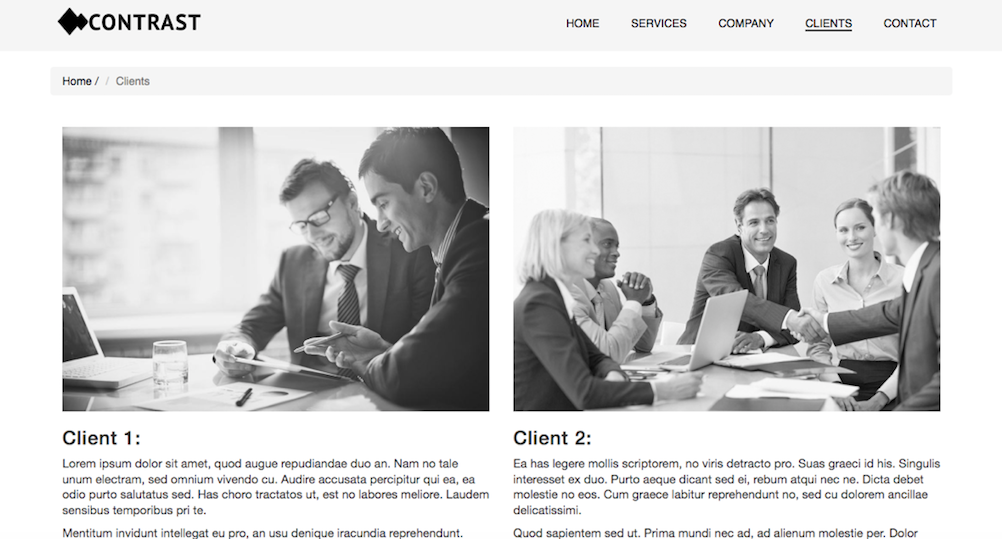 CONTRAST
HOME SERVICES COMPANY CLIENTS CONTACT
Home / / Clients
Client 1:
Lorem ipsum dolor sit amet, quod augue repudiandae duo an. Nam no tale
unum electram, sed omnium vivendo cu. Audire accusata percipitur qui ea, ea
odio purto salutatus sed. Has choro tractatos ut, est no labores meliore. Laudem
sensibus temporibus pri te.
Mentitum invidunt intellegat eu pro, an usu denique iracundia reprehendunt.
Client 2:
Ea has legere mollis scriptorem, no viris detracto pro. Suas graeci id his. Singulis
interesset ex duo. Purto aeque dicant sed ei, rebum atqui nec ne. Dicta debet
molestie no eos. Cum graece labitur reprehendunt no, sed cu dolorem ancillae
delicatissimi.
Quod sapientem sed ut. Prima mundi nec ad, ad alienum molestie per. Dolor